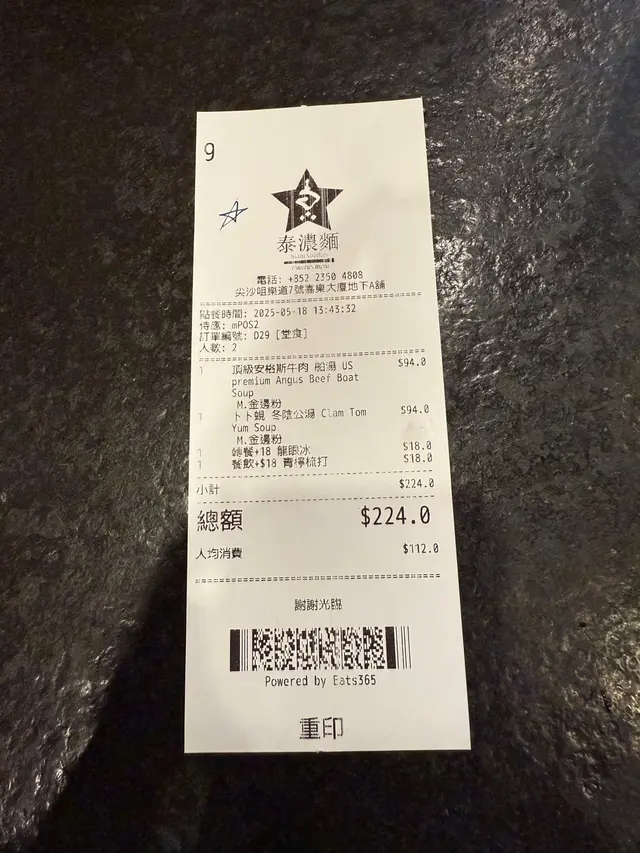 9
泰濃麵
電話: +852 2350 4808
尖沙咀樂道7號嘉樂大廈地下A舖
點餐時間: 2025-05-18 13:43:32
侍應: mPOS2
訂單編號: D29 [堂食]
人數: 2
1 頂級安格斯牛肉 船湯 US $94.0
premium Angus Beef Boat
Soup
M.金邊粉
1 卜卜蜆 冬陰公湯 Clam Tom $94.0
Yum Soup
M.金邊粉
1 轉餐+18 龍眼冰 $18.0
1 餐飲+$18 青檸梳打 $18.0
小計 $224.0
總額 $224.0
人均消費 $112.0
謝謝光臨
Powered by Eats365
重印